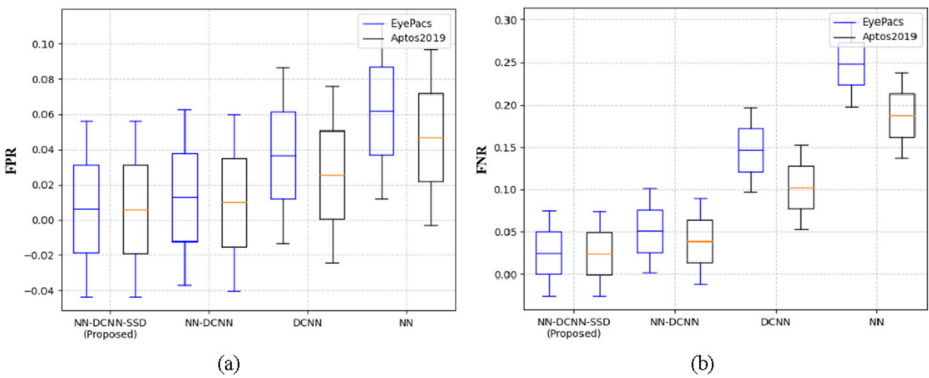 EyePacs
Aptos2019
0.10
0.08
0.06
0.04
0.02
0.00
−0.02
−0.04
FPR
NN-DCNN-SSD
(Proposed)
NN-DCNN
DCNN
NN
(a)
EyePacs
Aptos2019
0.30
0.25
0.20
0.15
0.10
0.05
0.00
FNR
NN-DCNN-SSD
(Proposed)
NN-DCNN
DCNN
NN
(b)